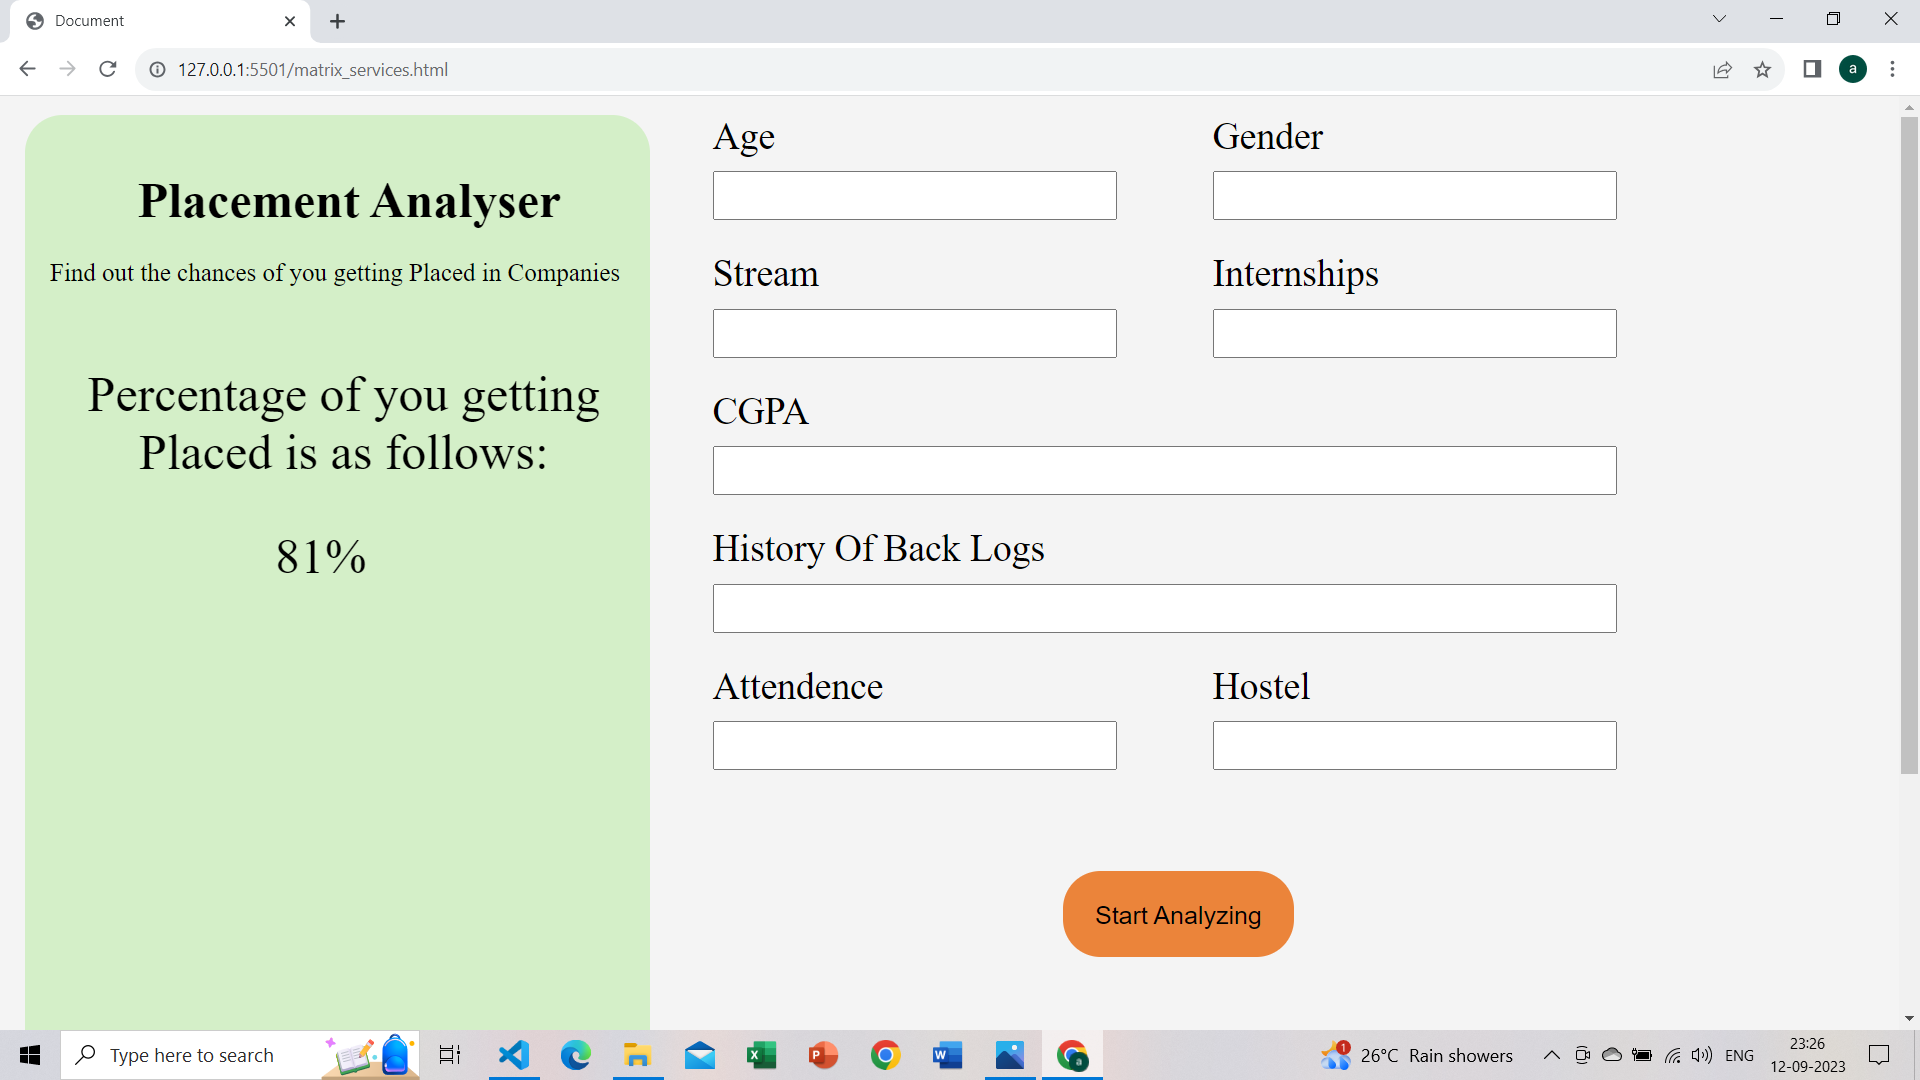 Document
127.0.0.1:5501/matrix_services.html
a
Placement Analyser
Find out the chances of you getting Placed in Companies
Percentage of you getting
Placed is as follows:
81%
Age
Gender
Stream
Internships
CGPA
History Of Back Logs
Attendence
Hostel
Start Analyzing
Type here to search
1
26°C Rain showers
ENG
23:26
12-09-2023